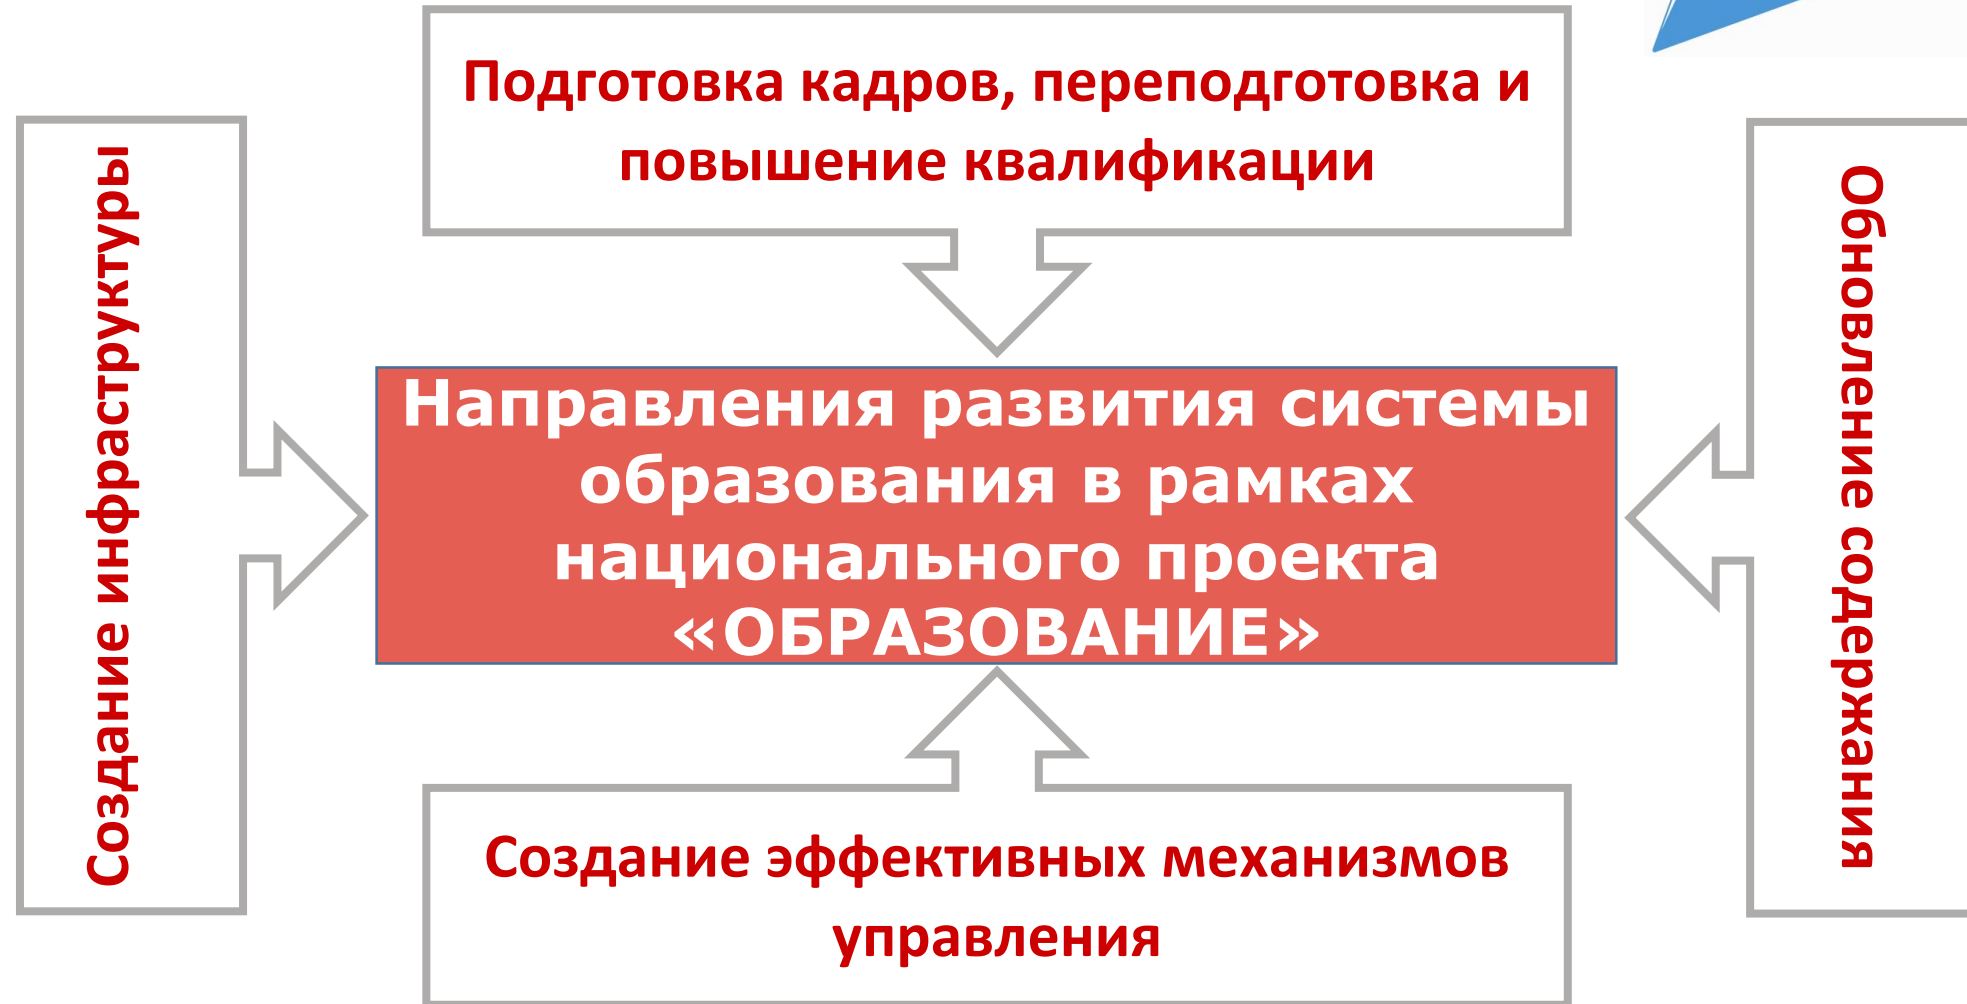 Подготовка кадров, переподготовка и
повышение квалификации
Создание инфраструктуры
Направления развития системы
образования в рамках
национального проекта
«ОБРАЗОВАНИЕ»
Обновление содержания
Создание эффективных механизмов
управления